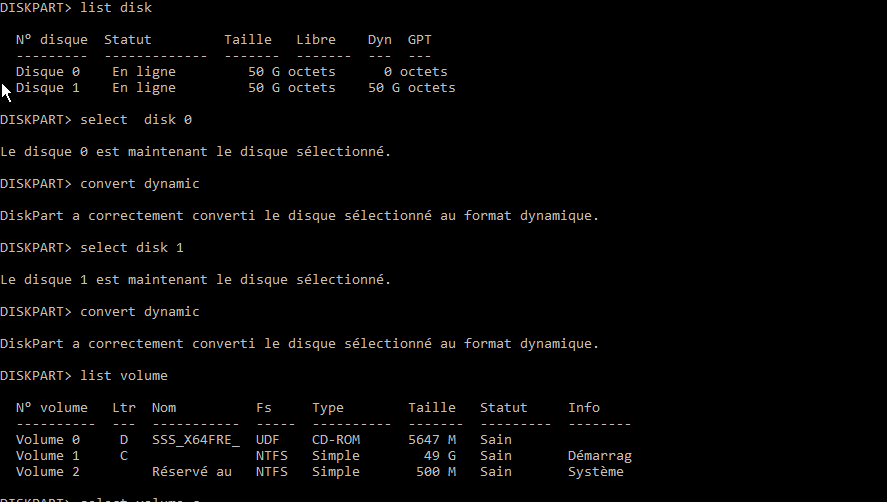 DISKPART> list disk
N° disque  Statut         Taille   Libre    Dyn  GPT
---------  -------------  -------  -------  ---  ---
Disque 0    En ligne         50 G octets      0 octets
Disque 1    En ligne         50 G octets    50 G octets
DISKPART> select  disk 0
Le disque 0 est maintenant le disque sélectionné.
DISKPART> convert dynamic
DiskPart a correctement converti le disque sélectionné au format dynamique.
DISKPART> select disk 1
Le disque 1 est maintenant le disque sélectionné.
DISKPART> convert dynamic
DiskPart a correctement converti le disque sélectionné au format dynamique.
DISKPART> list volume
N° volume   Ltr  Nom          Fs     Type        Taille   Statut     Info
----------  ---  -----------  -----  ----------  -------  ---------  --------
Volume 0     D   SSS_X64FRE_  UDF    CD-ROM      5647 M   Sain
Volume 1     C                NTFS   Simple        49 G   Sain       Démarrag
Volume 2         Réservé au   NTFS   Simple       500 M   Sain       Système
DISKPART> select volume